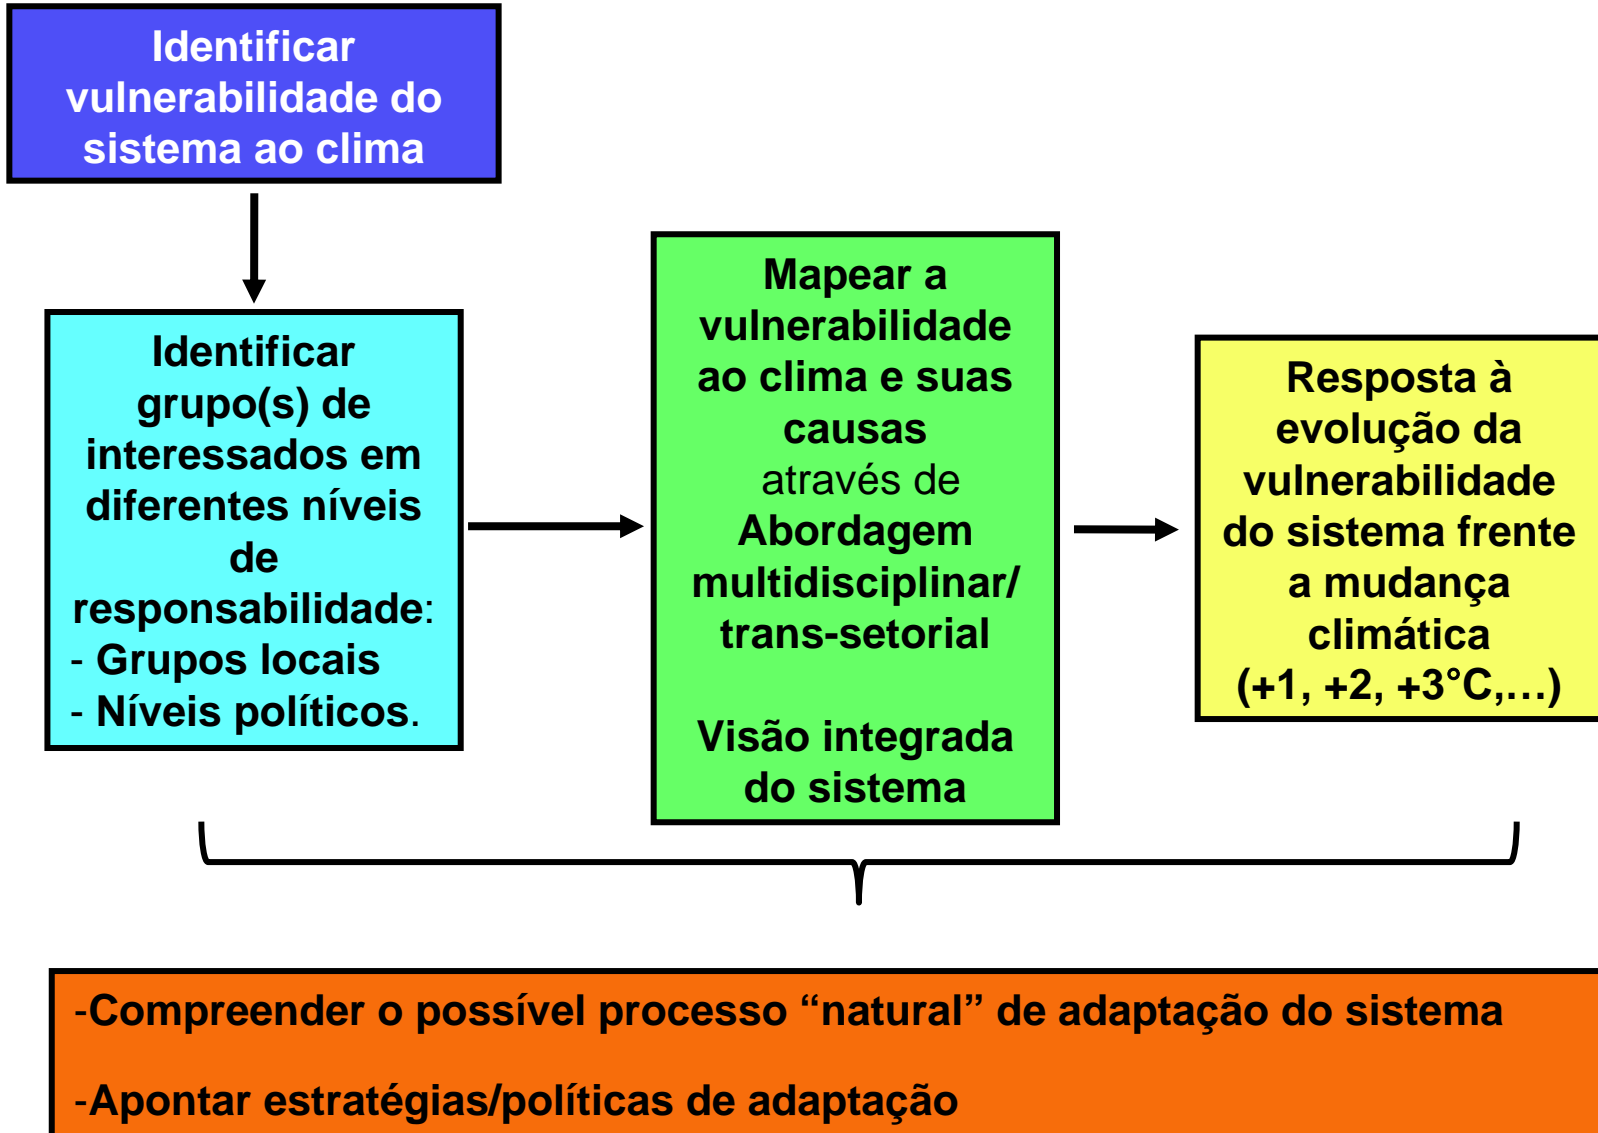 Identificar
vulnerabilidade do
sistema ao clima
Identificar
grupo(s) de
interessados em
diferentes níveis
de
responsabilidade:
- Grupos locais
- Níveis políticos.
Mapear a
vulnerabilidade
ao clima e suas
causas
através de
Abordagem
multidisciplinar/
trans-setorial
Visão integrada
do sistema
Resposta à
evolução da
vulnerabilidade
do sistema frente
a mudança
climática
(+1, +2, +3°C,…)
-Compreender o possível processo “natural” de adaptação do sistema
-Apontar estratégias/políticas de adaptação